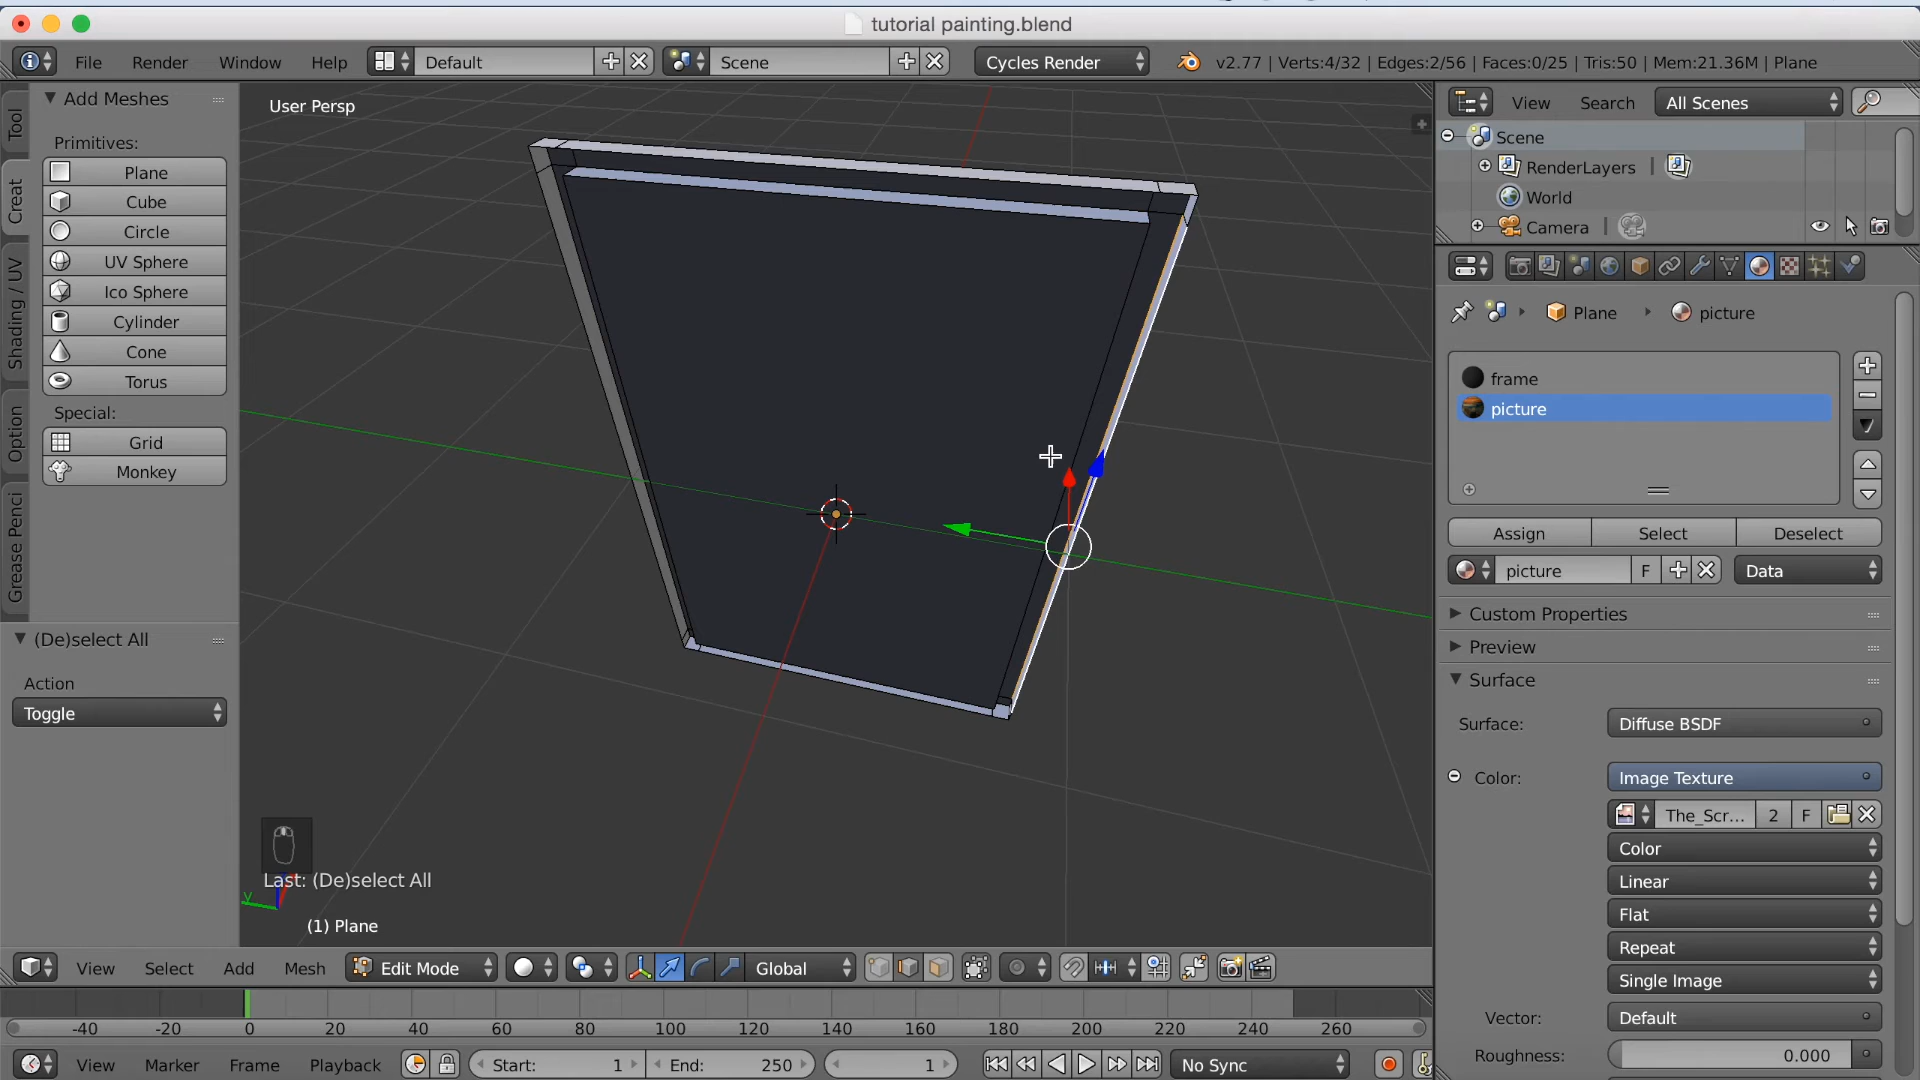 tutorial painting.blend
File Render Window Help Default Scene Cycles Render v2.77 | Verts:4/32 | Edges:2/56 | Faces:0/25 | Tris:50 | Mem:21.36M | Plane
Tool
Creat
Shading / UV
Option
Grease Penci
Add Meshes
Primitives:
Plane
Cube
Circle
UV Sphere
Ico Sphere
Cylinder
Cone
Torus
Special:
Grid
Monkey
(De)select All
Action
Toggle
User Persp
y
Last: (De)select All
(1) Plane
View Select Add Mesh Edit Mode Global
-40 -20 0 20 40 60 80 100 120 140 160 180 200 220 240 260
View Marker Frame Playback Start: 1 End: 250 1 No Sync
View Search All Scenes
Scene
RenderLayers |
World
Camera |
Plane picture
frame
picture
Assign Select Deselect
picture F Data
Custom Properties
Preview
Surface
Surface: Diffuse BSDF
Color: Image Texture
The_Scr... 2 F
Color
Linear
Flat
Repeat
Single Image
Vector: Default
Roughness: 0.000